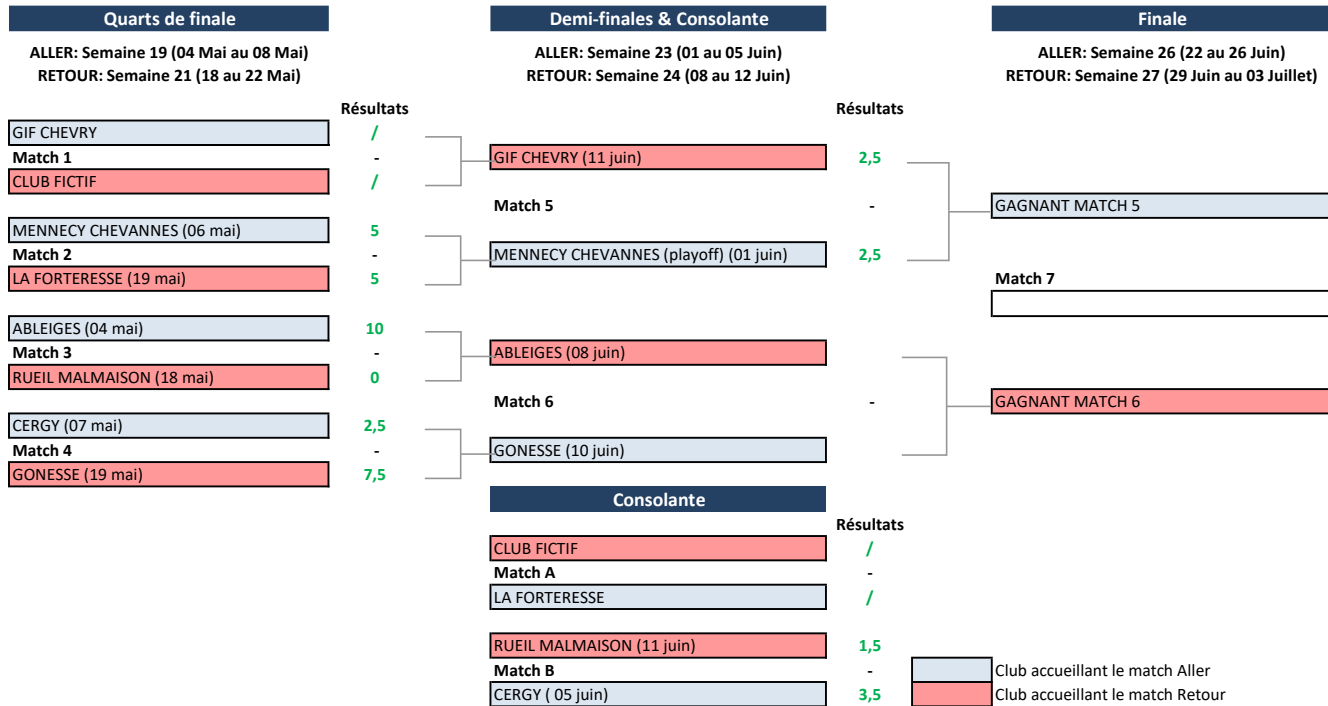 Quarts de finale
ALLER: Semaine 19 (04 Mai au 08 Mai)
RETOUR: Semaine 21 (18 au 22 Mai)
Résultats
GIF CHEVRY /
Match 1 -
CLUB FICTIF /
MENNECY CHEVANNES (06 mai) 5
Match 2 -
LA FORTERESSE (19 mai) 5
ABLEIGES (04 mai) 10
Match 3 -
RUEIL MALMAISON (18 mai) 0
CERGY (07 mai) 2,5
Match 4 -
GONESSE (19 mai) 7,5
Demi-finales & Consolante
ALLER: Semaine 23 (01 au 05 Juin)
RETOUR: Semaine 24 (08 au 12 Juin)
Résultats
GIF CHEVRY (11 juin) 2,5
Match 5 -
MENNECY CHEVANNES (playoff) (01 juin) 2,5
ABLEIGES (08 juin)
Match 6 -
GONESSE (10 juin)
Consolante
Résultats
CLUB FICTIF /
Match A -
LA FORTERESSE /
RUEIL MALMAISON (11 juin) 1,5
Match B -
CERGY ( 05 juin) 3,5
Finale
ALLER: Semaine 26 (22 au 26 Juin)
RETOUR: Semaine 27 (29 Juin au 03 Juillet)
GAGNANT MATCH 5
Match 7
GAGNANT MATCH 6
Club accueillant le match Aller
Club accueillant le match Retour